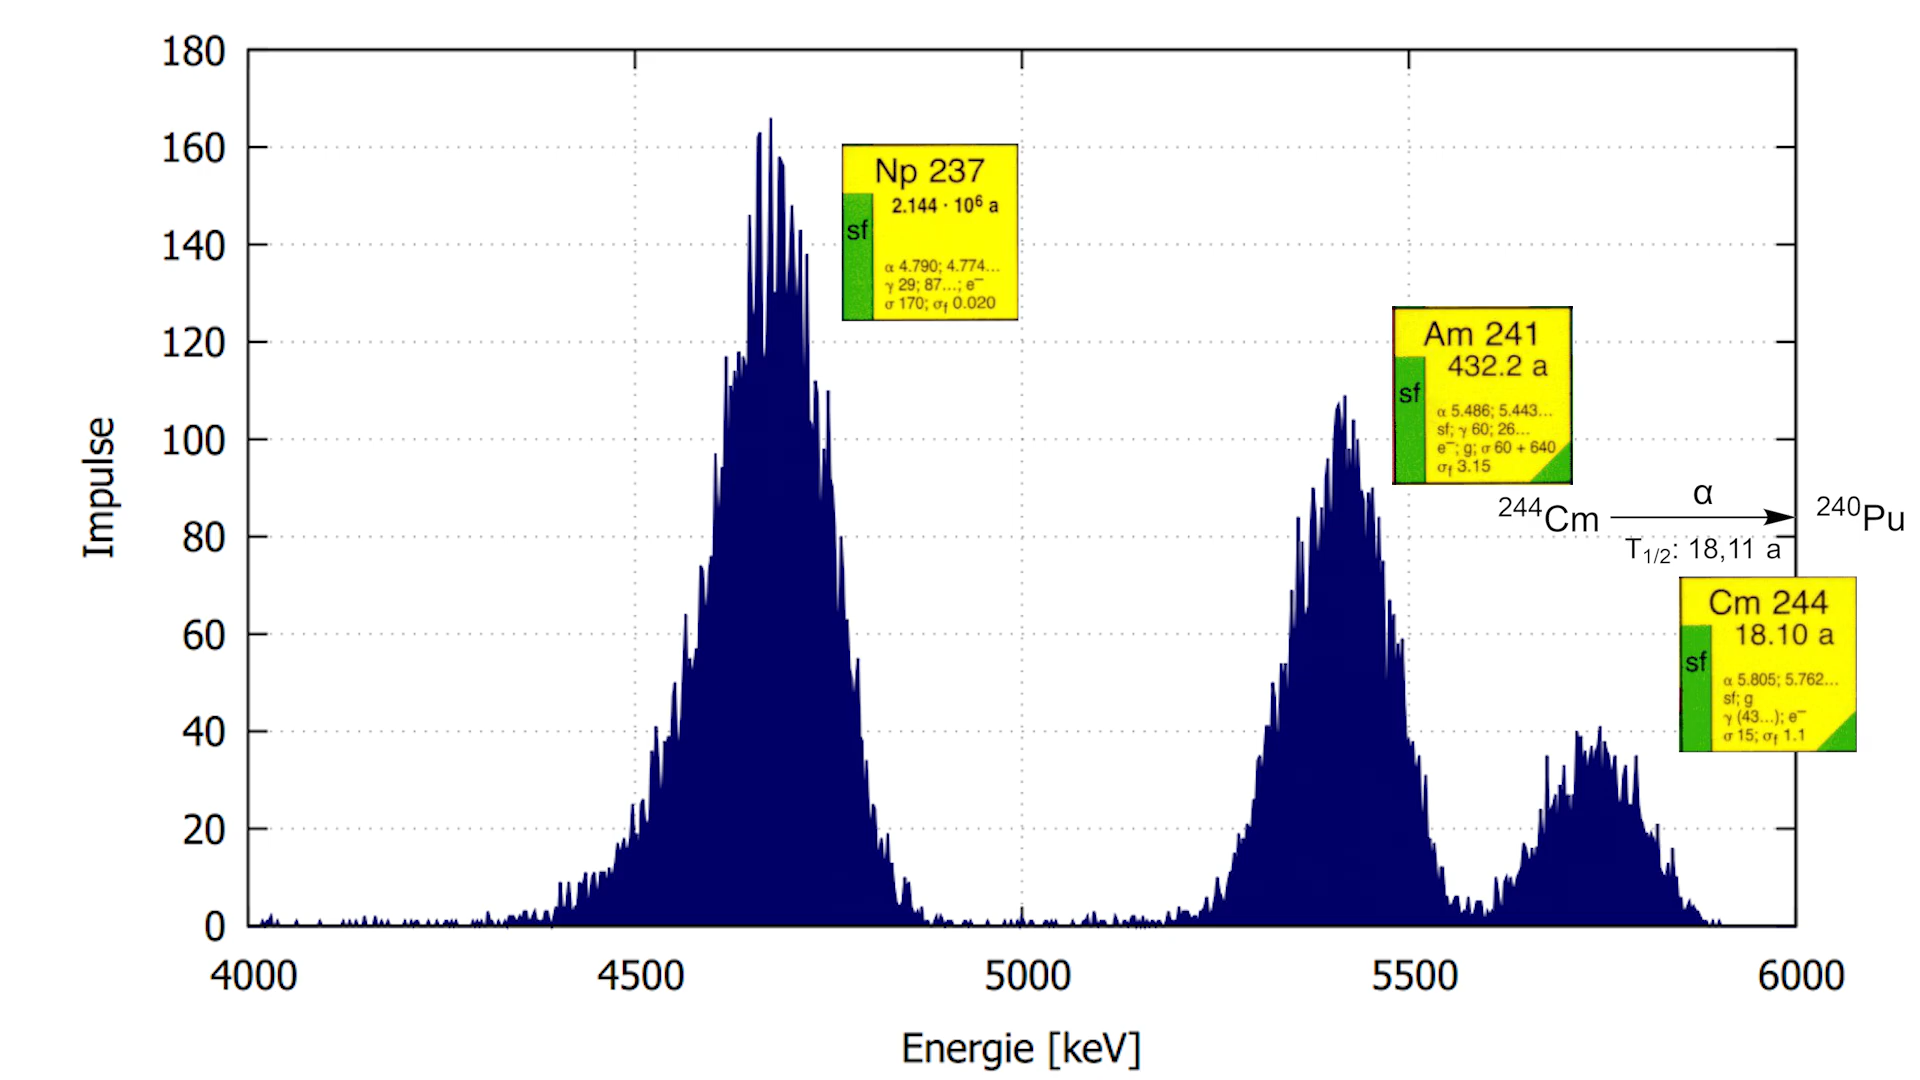 180
160
140
120
100
80
60
40
20
0
Impulse
4000
4500
5000
5500
6000
Energie [keV]
Np 237
2.144 · 10⁶ a
sf
α 4.790; 4.774...
γ 29; 87...; e⁻
σ 170; σf 0.020
Am 241
432.2 a
sf
α 5.486; 5.443...
sf; γ 60; 26...
e⁻; g; σ 60 + 640
σf 3.15
²⁴⁴Cm α ²⁴⁰Pu
T₁/₂: 18,11 a
Cm 244
18.10 a
sf
α 5.805; 5.762...
sf; g
γ (43...); e⁻
σ 15; σf 1.1